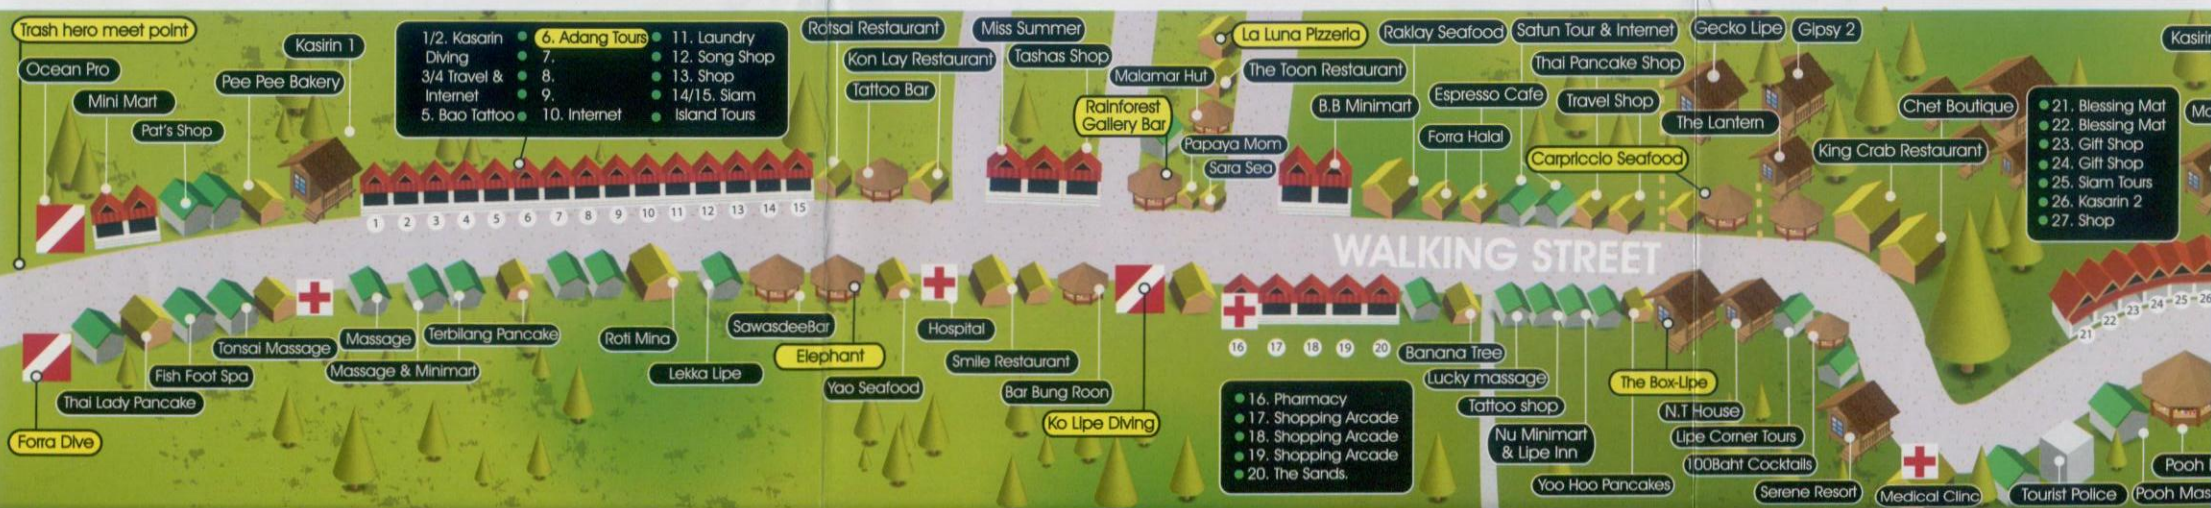 Trash hero meet point
Ocean Pro
Mini Mart
Pat's Shop
Pee Pee Bakery
Kasirin 1
1/2. Kasarin
Diving
3/4 Travel &
Internet
5. Bao Tattoo
6. Adang Tours
7.
8.
9.
10. Internet
11. Laundry
12. Song Shop
13. Shop
14/15. Siam
Island Tours
Rotsai Restaurant
Kon Lay Restaurant
Tattoo Bar
Miss Summer
Tashas Shop
Malamar Hut
Rainforest
Gallery Bar
La Luna Pizzeria
The Toon Restaurant
Papaya Mom
Sara Sea
B.B Minimart
Raklay Seafood
Espresso Cafe
Forra Halal
Satun Tour & Internet
Thai Pancake Shop
Travel Shop
Carpriccio Seafood
Gecko Lipe
Gipsy 2
The Lantern
King Crab Restaurant
Chet Boutique
21. Blessing Mat
22. Blessing Mat
23. Gift Shop
24. Gift Shop
25. Siam Tours
26. Kasarin 2
27. Shop
Kasirin
1 2 3 4 5 6 7 8 9 10 11 12 13 14 15
WALKING STREET
21 22 23 24 25 26
16 17 18 19 20
Forra Dive
Thai Lady Pancake
Fish Foot Spa
Tonsai Massage
Massage
Massage & Minimart
Terbilang Pancake
Roti Mina
Lekka Lipe
SawasdeeBar
Elephant
Yao Seafood
Hospital
Smile Restaurant
Bar Bung Roon
Ko Lipe Diving
16. Pharmacy
17. Shopping Arcade
18. Shopping Arcade
19. Shopping Arcade
20. The Sands.
Banana Tree
Lucky massage
Tattoo shop
Nu Minimart
& Lipe Inn
Yoo Hoo Pancakes
The Box-Lipe
N.T House
Lipe Corner Tours
100Baht Cocktails
Serene Resort
Medical Clinc
Tourist Police
Pooh
Pooh Mas